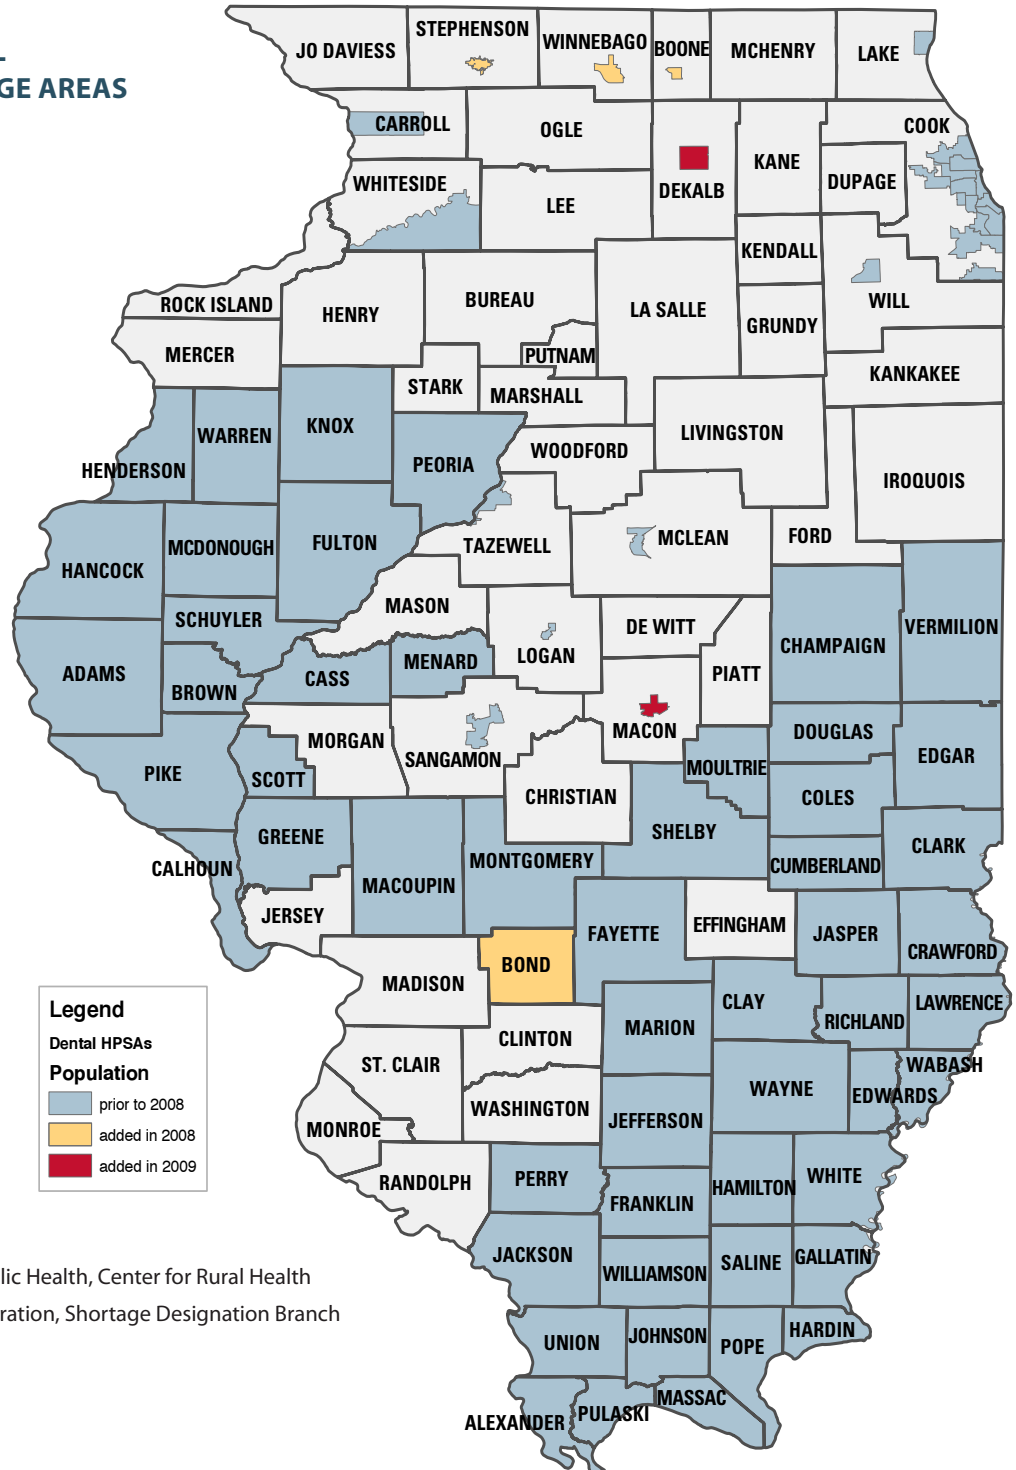 GE AREAS
JO DAVIESS
STEPHENSON
WINNEBAGO
BOONE
MCHENRY
LAKE
CARROLL
OGLE
DEKALB
KANE
COOK
DUPAGE
WHITESIDE
LEE
KENDALL
WILL
ROCK ISLAND
HENRY
BUREAU
LA SALLE
GRUNDY
MERCER
PUTNAM
KANKAKEE
STARK
MARSHALL
HENDERSON
WARREN
KNOX
PEORIA
WOODFORD
LIVINGSTON
IROQUOIS
HANCOCK
MCDONOUGH
FULTON
TAZEWELL
MCLEAN
FORD
SCHUYLER
MASON
DE WITT
CHAMPAIGN
VERMILION
ADAMS
BROWN
CASS
MENARD
LOGAN
PIATT
MACON
PIKE
SCOTT
MORGAN
SANGAMON
CHRISTIAN
MOULTRIE
DOUGLAS
EDGAR
COLES
GREENE
SHELBY
CLARK
CALHOUN
MACOUPIN
MONTGOMERY
CUMBERLAND
JERSEY
FAYETTE
EFFINGHAM
JASPER
CRAWFORD
MADISON
BOND
CLAY
RICHLAND
LAWRENCE
Legend
Dental HPSAs
Population
prior to 2008
added in 2008
added in 2009
CLINTON
MARION
ST. CLAIR
WABASH
WAYNE
EDWARDS
WASHINGTON
JEFFERSON
MONROE
RANDOLPH
PERRY
FRANKLIN
HAMILTON
WHITE
JACKSON
WILLIAMSON
SALINE
GALLATIN
lic Health, Center for Rural Health
ration, Shortage Designation Branch
UNION
JOHNSON
POPE
HARDIN
ALEXANDER
PULASKI
MASSAC